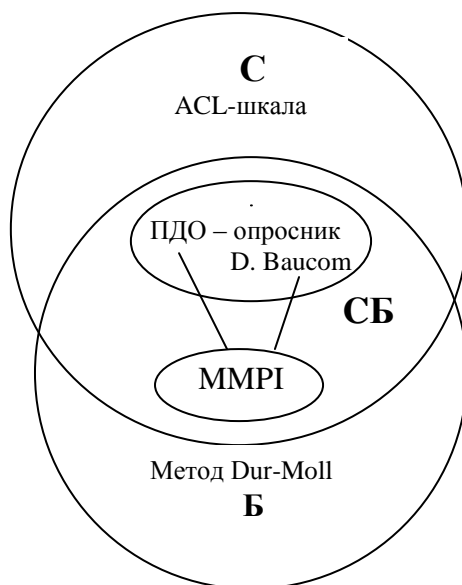 С
ACL-шкала
ПДО – опросник
D. Baucom
СБ
MMPI
Метод Dur-Moll
Б